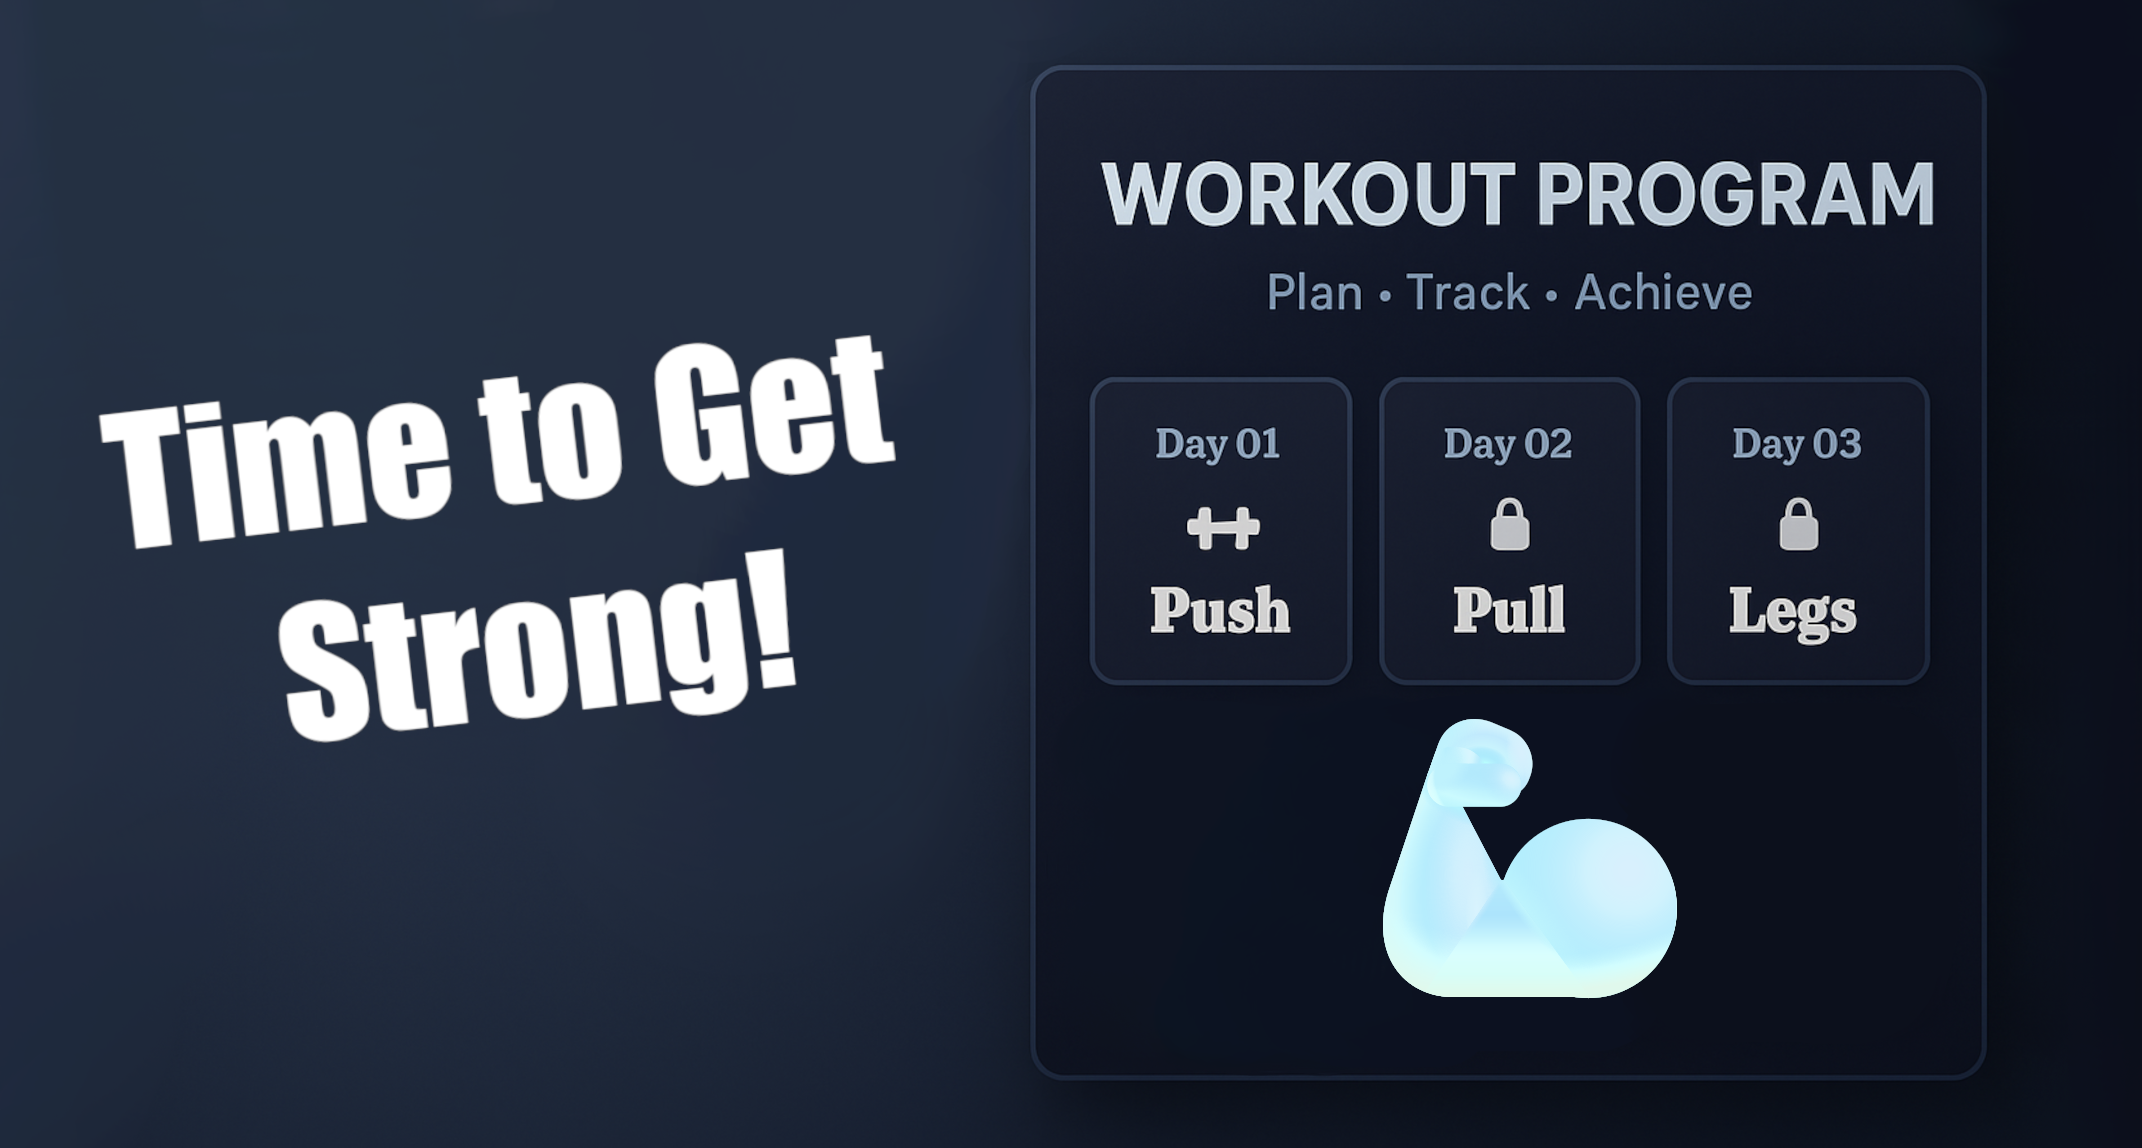 Time to Get
Strong!
WORKOUT PROGRAM
Plan • Track • Achieve
Day 01
Push
Day 02
Pull
Day 03
Legs